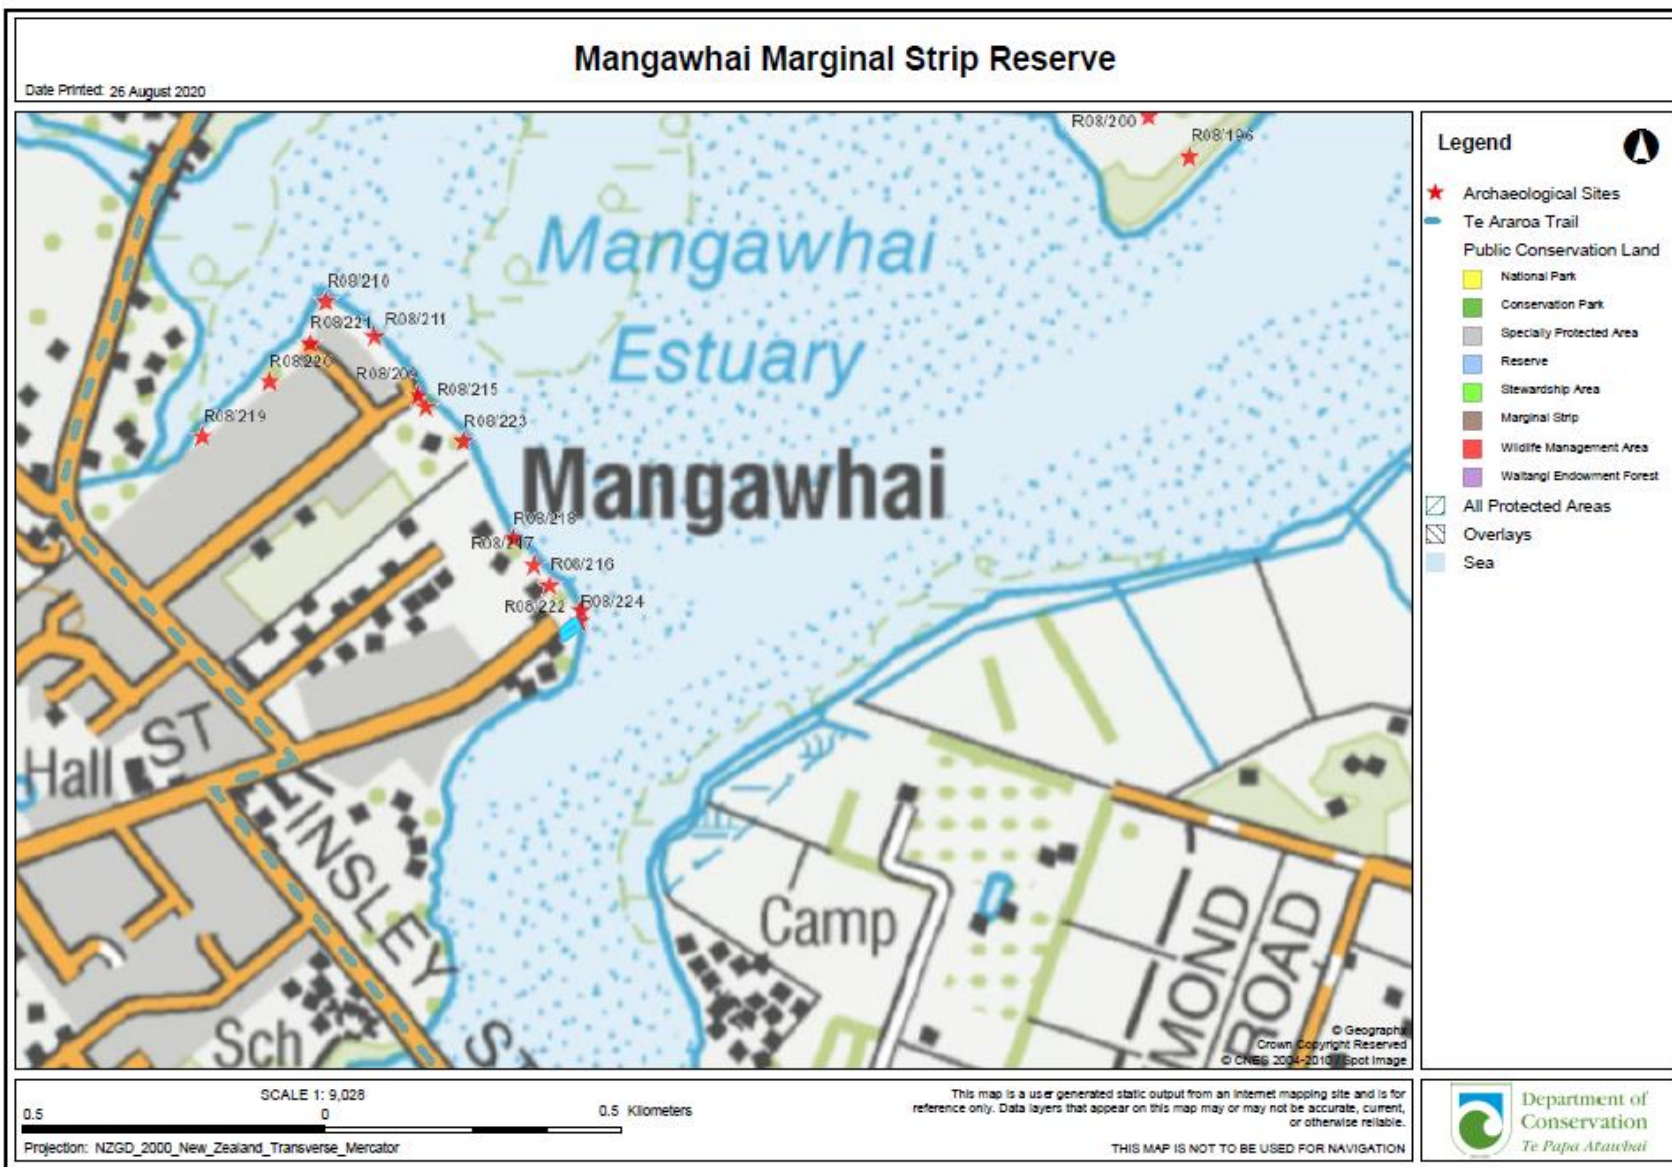 Mangawhai Marginal Strip Reserve
Date Printed: 26 August 2020
R08/200
R08/196
Mangawhai
Estuary
R08/210
R08/221
R08/211
R08/220
R08/209
R08/215
R08/219
R08/223
Mangawhai
R08/218
R08/217
R08/216
R08/222
R08/224
Hall
ST
INSLEY
ST
Camp
Sch
MOND
ROAD
© Geographx
Crown Copyright Reserved
© CNES 2004-2010 / Spot Image
Legend
Archaeological Sites
Te Araroa Trail
Public Conservation Land
National Park
Conservation Park
Specially Protected Area
Reserve
Stewardship Area
Marginal Strip
Wildlife Management Area
Waitangi Endowment Forest
All Protected Areas
Overlays
Sea
SCALE 1: 9,028
0.5 0 0.5 Kilometers
Projection: NZGD_2000_New_Zealand_Transverse_Mercator
This map is a user generated static output from an Internet mapping site and is for
reference only. Data layers that appear on this map may or may not be accurate, current,
or otherwise reliable.
THIS MAP IS NOT TO BE USED FOR NAVIGATION
Department of
Conservation
Te Papa Atawhai